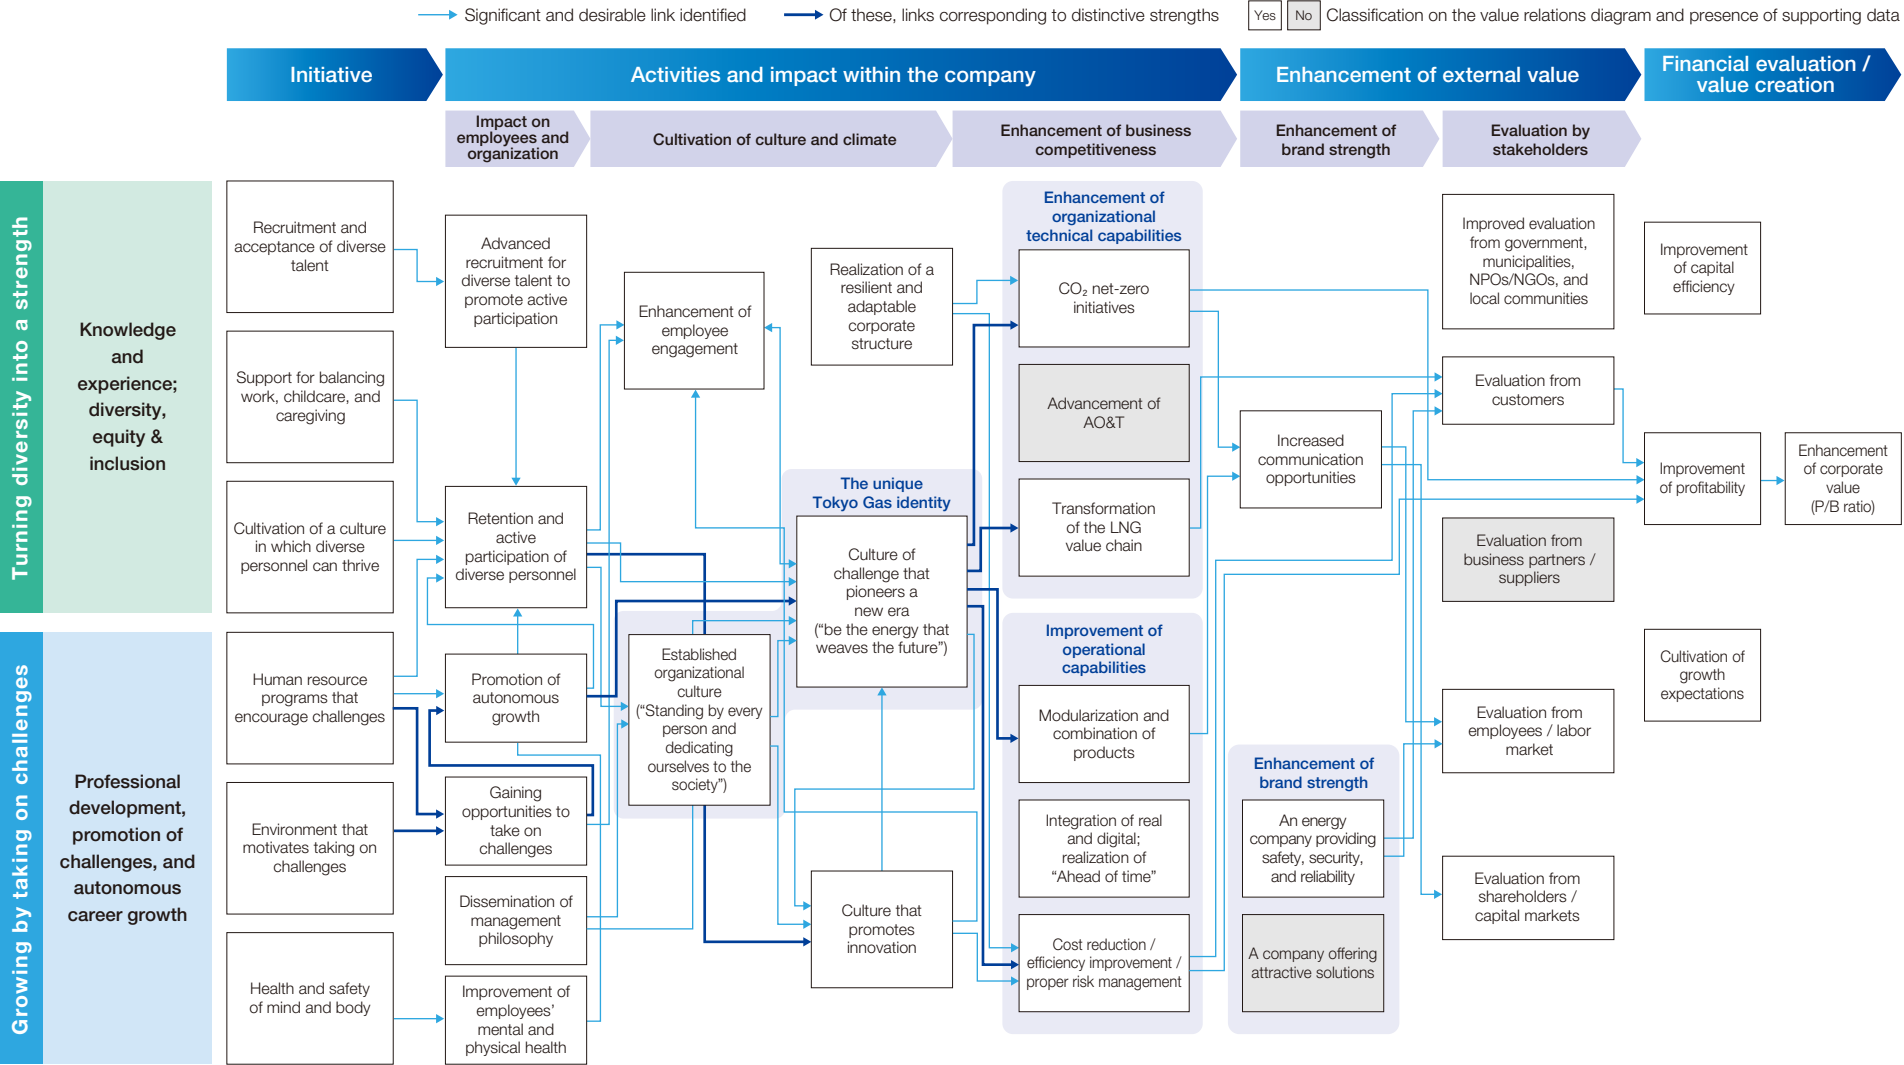 Significant and desirable link identified
Of these, links corresponding to distinctive strengths
Yes
No
Classification on the value relations diagram and presence of supporting data
Initiative
Activities and impact within the company
Enhancement of external value
Financial evaluation /
value creation
Impact on
employees and
organization
Cultivation of culture and climate
Enhancement of business
competitiveness
Enhancement of
brand strength
Evaluation by
stakeholders
Turning diversity into a strength
Knowledge
and
experience;
diversity,
equity &
inclusion
Growing by taking on challenges
Professional
development,
promotion of
challenges, and
autonomous
career growth
Recruitment and
acceptance of diverse
talent
Support for balancing
work, childcare, and
caregiving
Cultivation of a culture
in which diverse
personnel can thrive
Human resource
programs that
encourage challenges
Environment that
motivates taking on
challenges
Health and safety
of mind and body
Advanced
recruitment for
diverse talent to
promote active
participation
Retention and
active
participation of
diverse personnel
Promotion of
autonomous
growth
Gaining
opportunities to
take on
challenges
Dissemination of
management
philosophy
Improvement of
employees’
mental and
physical health
Enhancement of
employee
engagement
Established
organizational
culture
(“Standing by every
person and
dedicating
ourselves to the
society”)
Realization of a
resilient and
adaptable
corporate
structure
The unique
Tokyo Gas identity
Culture of
challenge that
pioneers a
new era
(“be the energy that
weaves the future”)
Culture that
promotes
innovation
Enhancement of
organizational
technical capabilities
CO₂ net-zero
initiatives
Advancement of
AO&T
Transformation
of the LNG
value chain
Improvement of
operational
capabilities
Modularization and
combination of
products
Integration of real
and digital;
realization of
“Ahead of time”
Cost reduction /
efficiency improvement /
proper risk management
Increased
communication
opportunities
Enhancement of
brand strength
An energy
company providing
safety, security,
and reliability
A company offering
attractive solutions
Improved evaluation
from government,
municipalities,
NPOs/NGOs, and
local communities
Evaluation from
customers
Evaluation from
business partners /
suppliers
Evaluation from
employees / labor
market
Evaluation from
shareholders /
capital markets
Improvement
of capital
efficiency
Improvement
of profitability
Cultivation of
growth
expectations
Enhancement
of corporate
value
(P/B ratio)